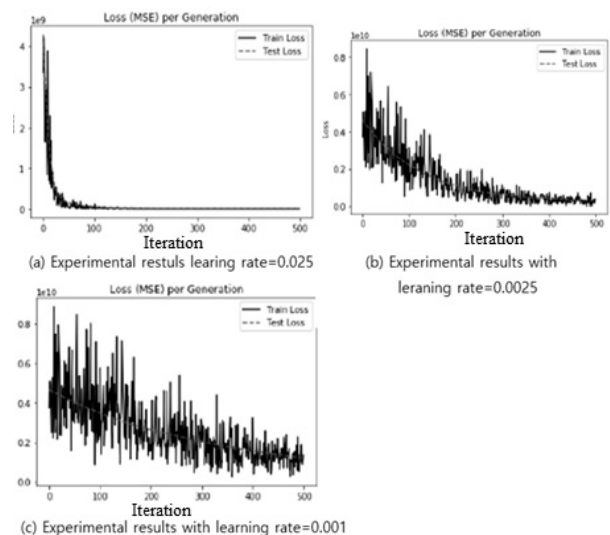 Loss (MSE) per Generation
1e9
Train Loss
Test Loss
4
3
2
1
0
0 100 200 300 400 500
Iteration
(a) Experimental restuls learing rate=0.025
Loss (MSE) per Generation
1e10
Train Loss
Test Loss
Loss
0.8
0.6
0.4
0.2
0.0
0 100 200 300 400 500
Iteration
(b) Experimental results with
leraning rate=0.0025
Loss (MSE) per Generation
1e10
Train Loss
Test Loss
0.8
0.6
0.4
0.2
0.0
0 100 200 300 400 500
Iteration
(c) Experimental results with learning rate=0.001